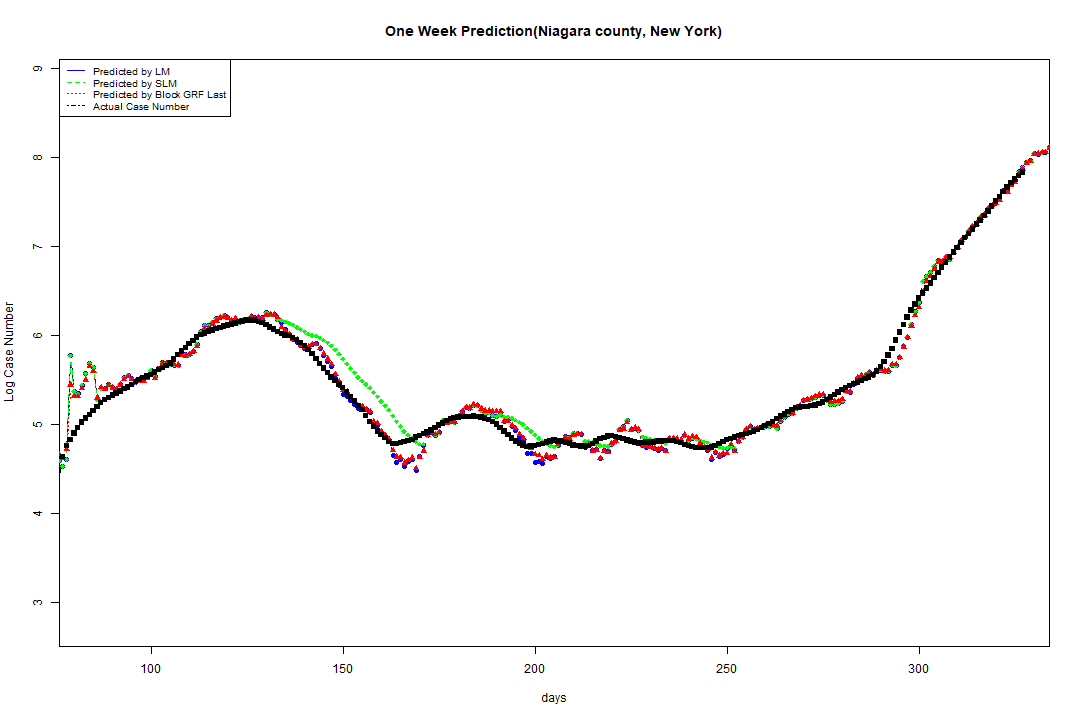 One Week Prediction(Niagara county, New York)
Predicted by LM
Predicted by SLM
Predicted by Block GRF Last
Actual Case Number
9
8
7
6
5
4
3
Log Case Number
100 150 200 250 300
days